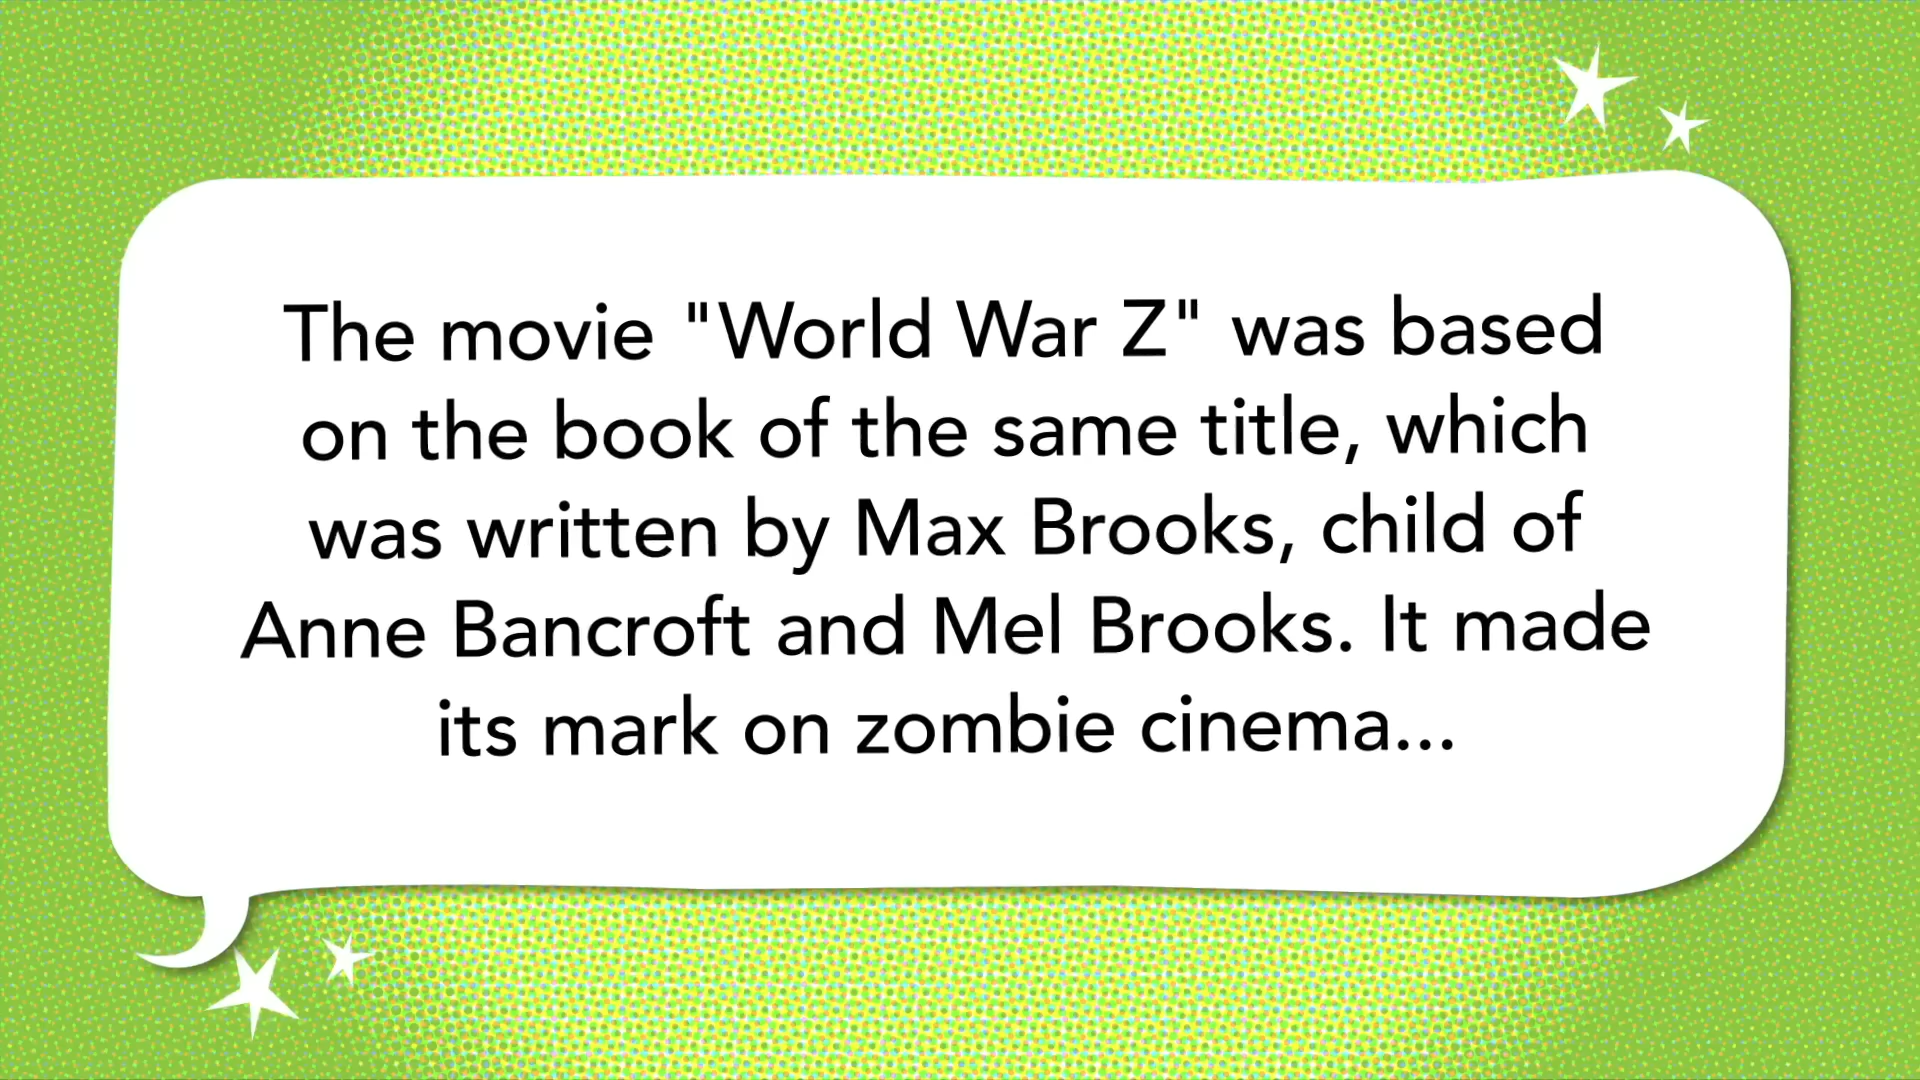 The movie "World War Z" was based
on the book of the same title, which
was written by Max Brooks, child of
Anne Bancroft and Mel Brooks. It made
its mark on zombie cinema...